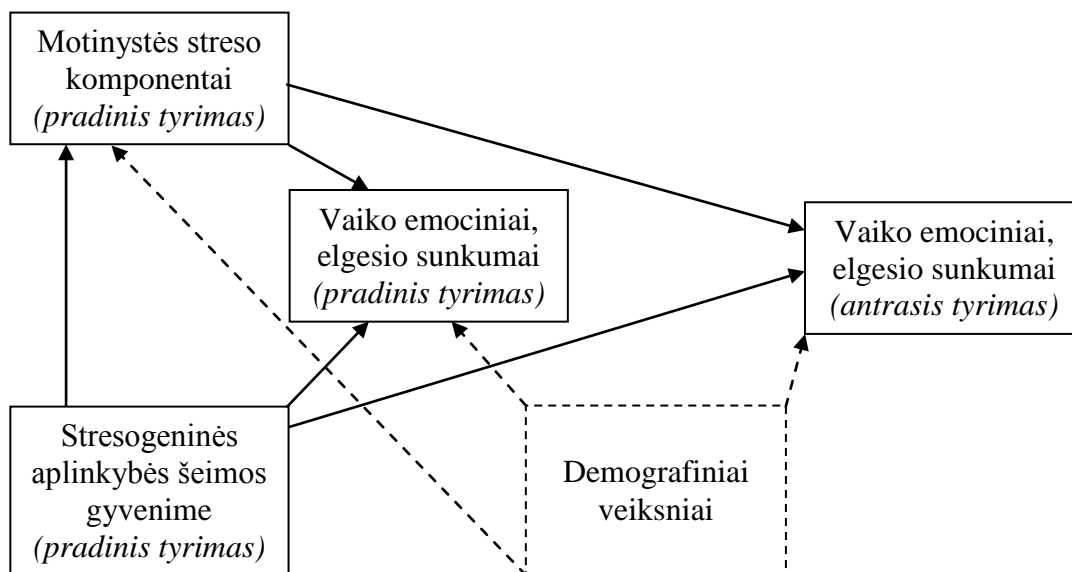 Motinystės streso
komponentai
(pradinis tyrimas)
Vaiko emociniai,
elgesio sunkumai
(pradinis tyrimas)
Vaiko emociniai,
elgesio sunkumai
(antrasis tyrimas)
Stresogeninės
aplinkybės šeimos
gyvenime
(pradinis tyrimas)
Demografiniai
veiksniai